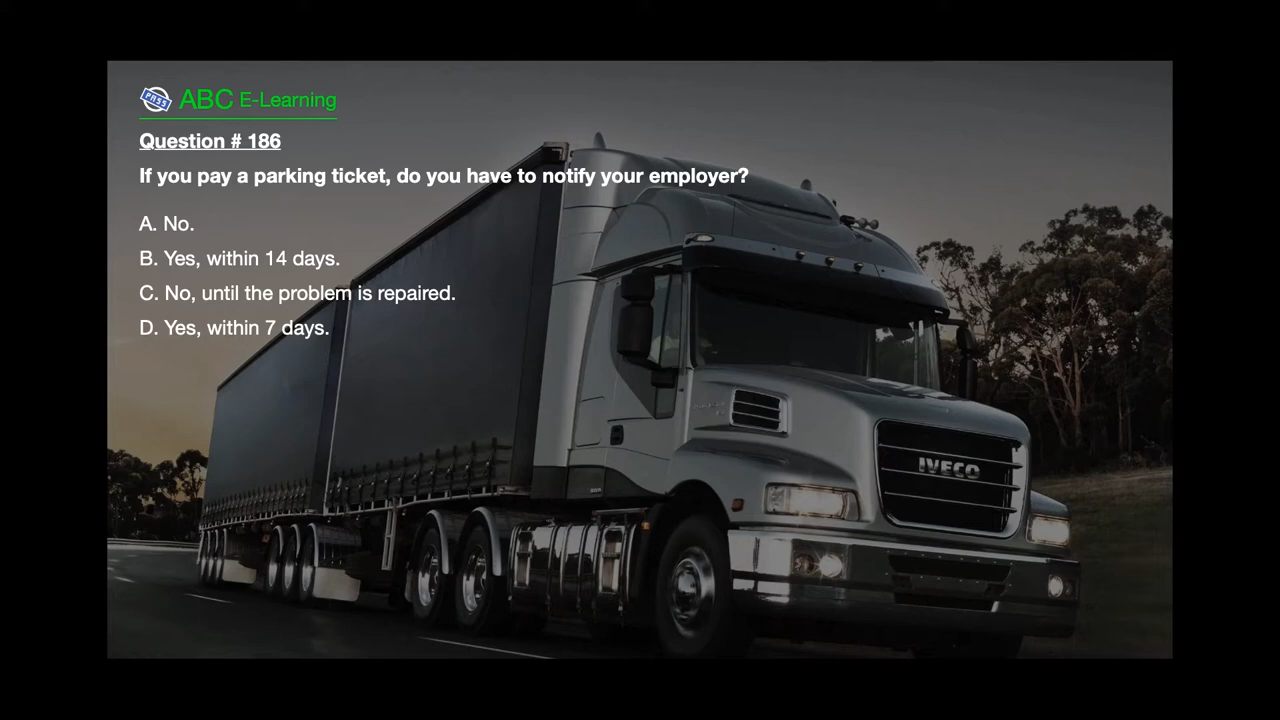 PASS
ABC E-Learning
Question # 186
If you pay a parking ticket, do you have to notify your employer?
A. No.
B. Yes, within 14 days.
C. No, until the problem is repaired.
D. Yes, within 7 days.
IVECO